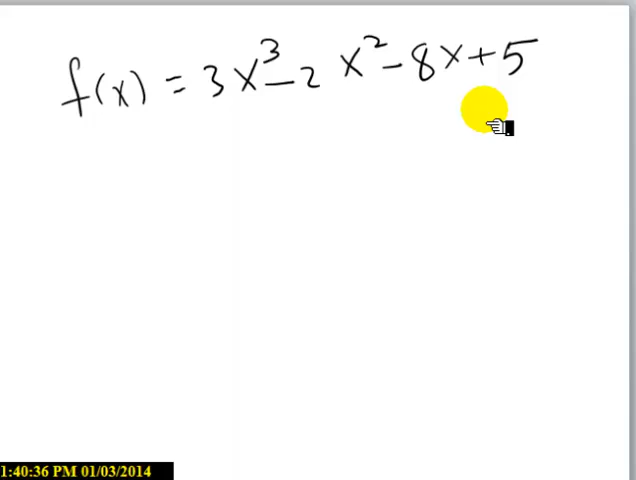 f(x) = 3x³ - 2x² - 8x + 5
1:40:36 PM 01/03/2014